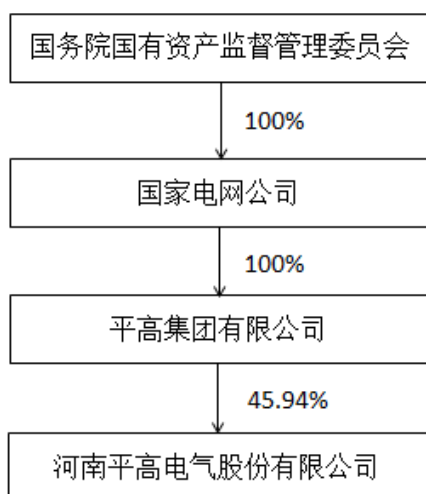 国务院国有资产监督管理委员会
100%
国家电网公司
100%
平高集团有限公司
45.94%
河南平高电气股份有限公司